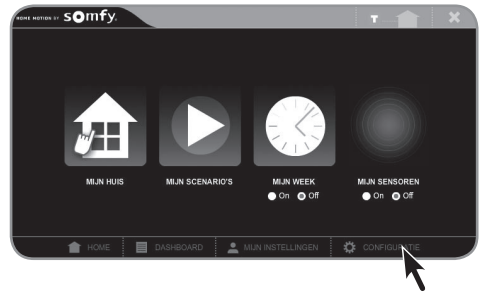 HOME MOTION BY somfy.
T
MIJN HUIS MIJN SCENARIO'S MIJN WEEK MIJN SENSOREN
On Off On Off
HOME DASHBOARD MIJN INSTELLINGEN CONFIGURATIE